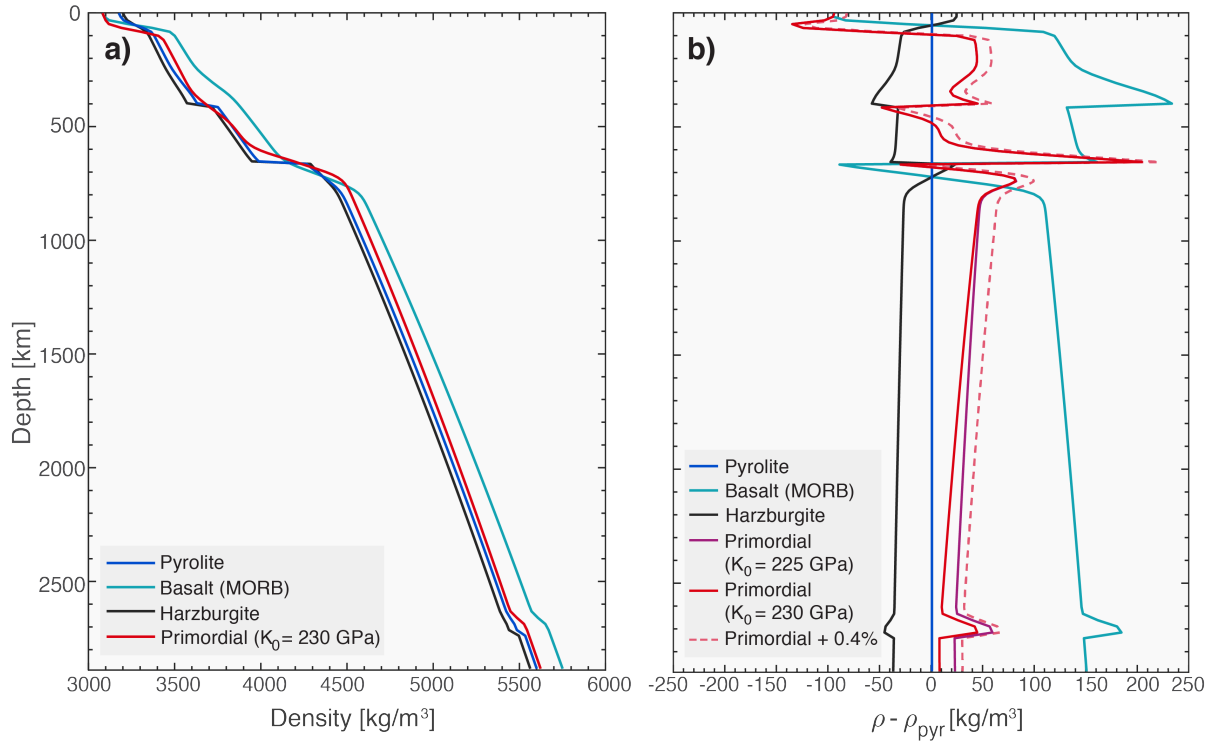 a)
0
500
1000
1500
2000
2500
Depth [km]
Pyrolite
Basalt (MORB)
Harzburgite
Primordial (K₀ = 230 GPa)
3000
3500
4000
4500
5000
5500
6000
Density [kg/m³]
b)
Pyrolite
Basalt (MORB)
Harzburgite
Primordial
(K₀ = 225 GPa)
Primordial
(K₀ = 230 GPa)
Primordial + 0.4%
-250
-200
-150
-100
-50
0
50
100
150
200
250
ρ - ρpyr [kg/m³]